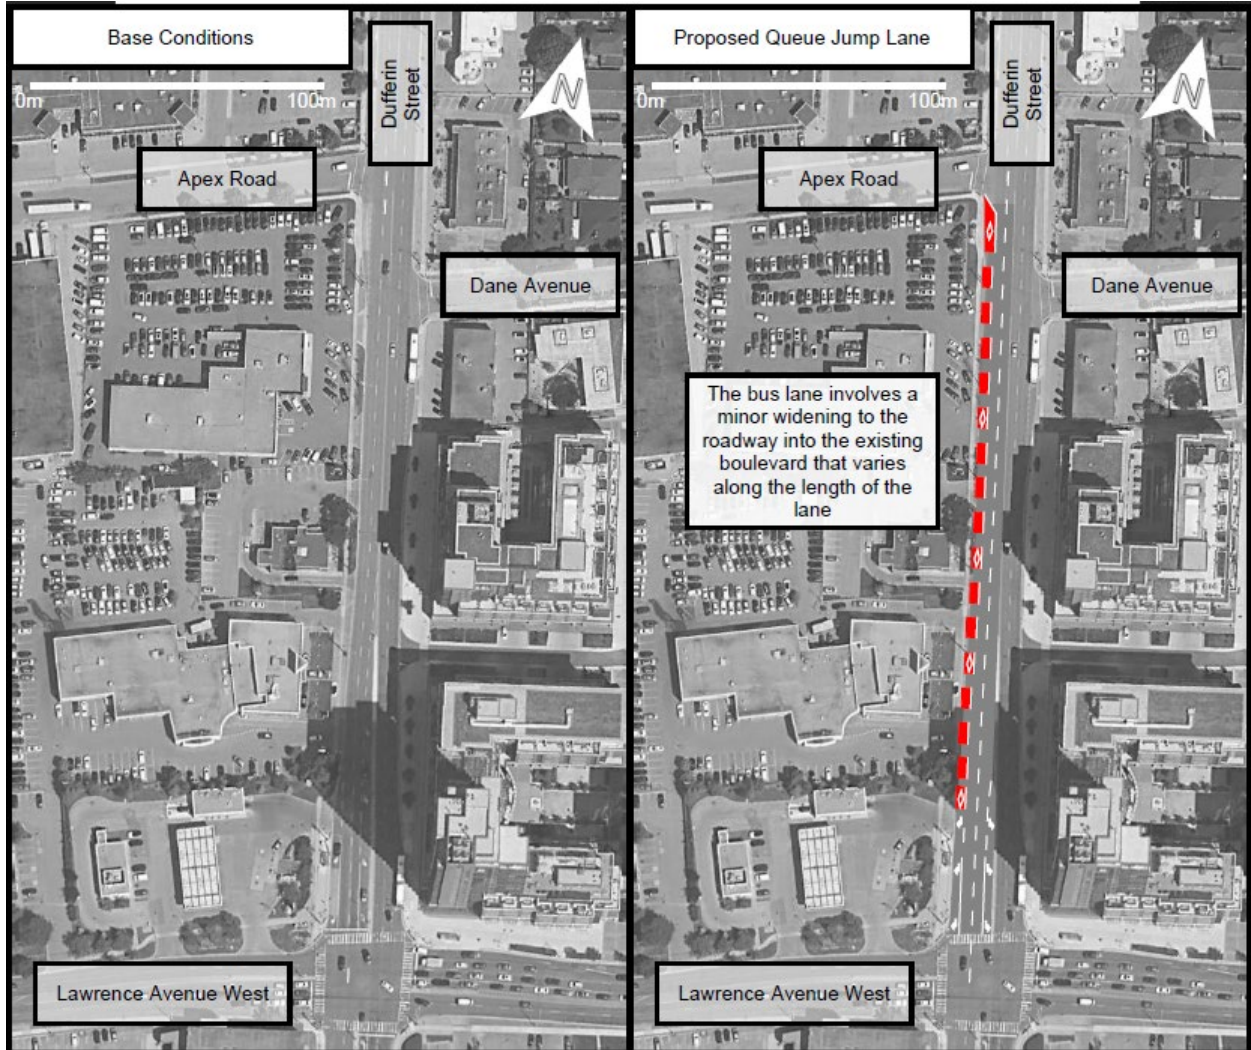 Base Conditions
Dufferin
Street
N
0m
100m
Apex Road
Dane Avenue
Lawrence Avenue West
Proposed Queue Jump Lane
Dufferin
Street
N
0m
100m
Apex Road
Dane Avenue
The bus lane involves a
minor widening to the
roadway into the existing
boulevard that varies
along the length of the
lane
Lawrence Avenue West